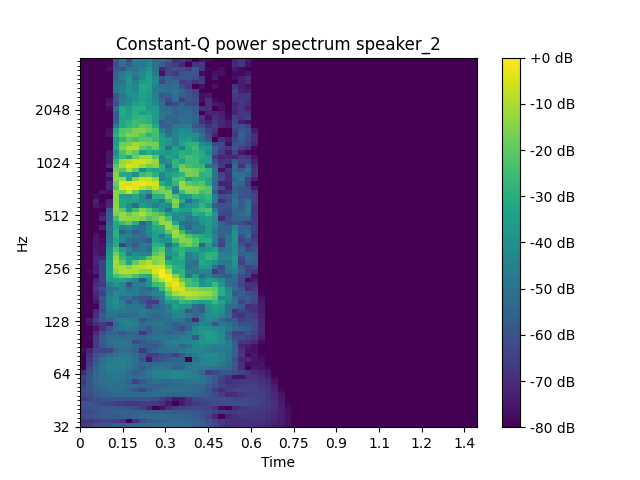 Constant-Q power spectrum speaker_2
Hz
2048
1024
512
256
128
64
32
0 0.15 0.3 0.45 0.6 0.75 0.9 1.1 1.2 1.4
Time
+0 dB
-10 dB
-20 dB
-30 dB
-40 dB
-50 dB
-60 dB
-70 dB
-80 dB